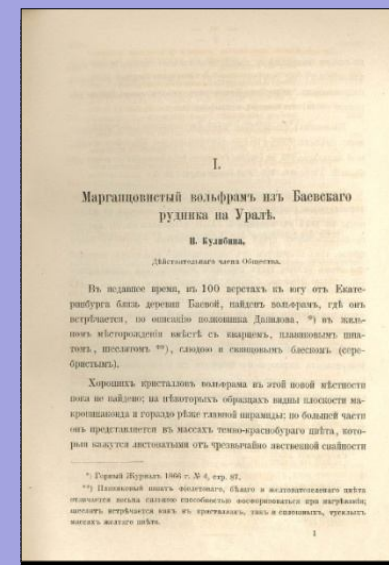 I.
Марганцовистый вольфрамъ изъ Баевскаго
рудника на Уралѣ.
Н. Кулибина,
Дѣйствительнаго члена Общества.
Въ недавнее время, въ 100 верстахъ къ югу отъ Екате-
ринбурга близь деревни Баевой, найденъ вольфрамъ, гдѣ онъ
встрѣчается, по описанію полковника Данилова, *) въ жиль-
номъ мѣсторожденіи вмѣстѣ съ кварцемъ, плавиковымъ шпа-
томъ, шеелитомъ **), слюдою и свинцовымъ блескомъ (сере-
бристымъ).
Хорошихъ кристалловъ вольфрама въ этой новой мѣстности
пока не найдено; на нѣкоторыхъ образцахъ видны плоскости ма-
кропинакоида и гораздо рѣже главной пирамиды; по большей части
онъ представляется въ массахъ темно-краснобураго цвѣта, кото-
рыя кажутся листоватыми отъ чрезвычайно явственной спайности
*) Горный Журналъ 1866 г. № 4, стр. 87.
**) Плавиковый шпатъ фіолетоваго, бѣлаго и желтоватозеленаго цвѣта
отличается весьма сильною способностью фосфоризоваться при нагрѣваніи;
шеелитъ встрѣчается какъ въ кристалахъ, такъ и сплошныхъ, тусклыхъ
массахъ желтаго цвѣта.
1